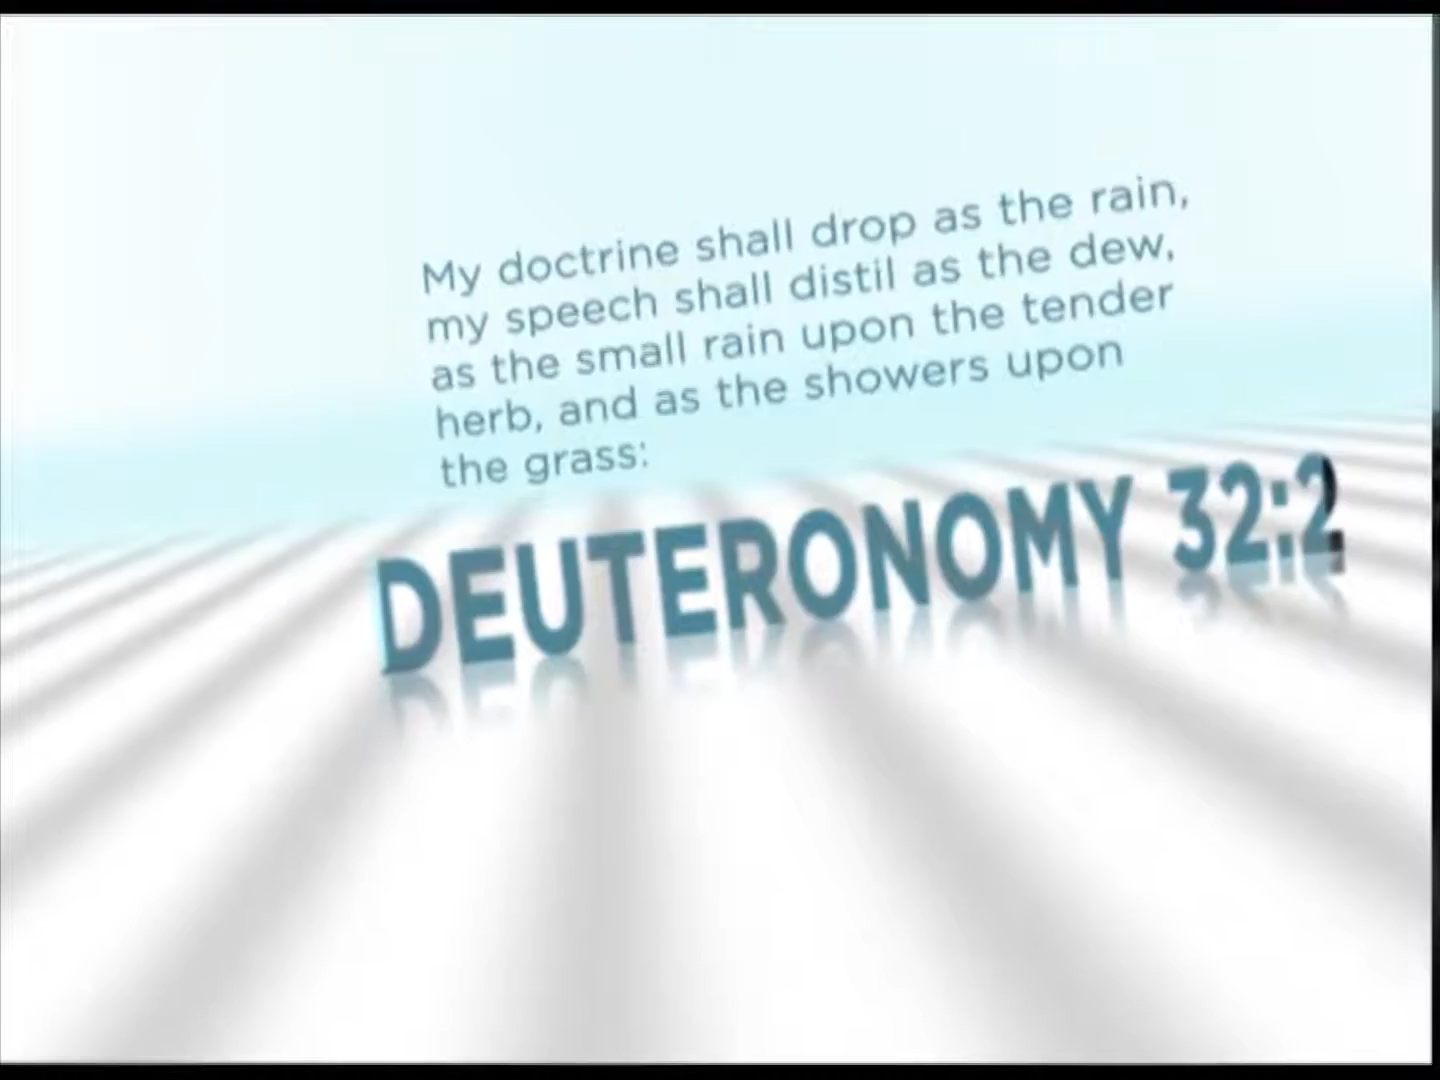 My doctrine shall drop as the rain,
my speech shall distil as the dew,
as the small rain upon the tender
herb, and as the showers upon
the grass:
DEUTERONOMY 32:2